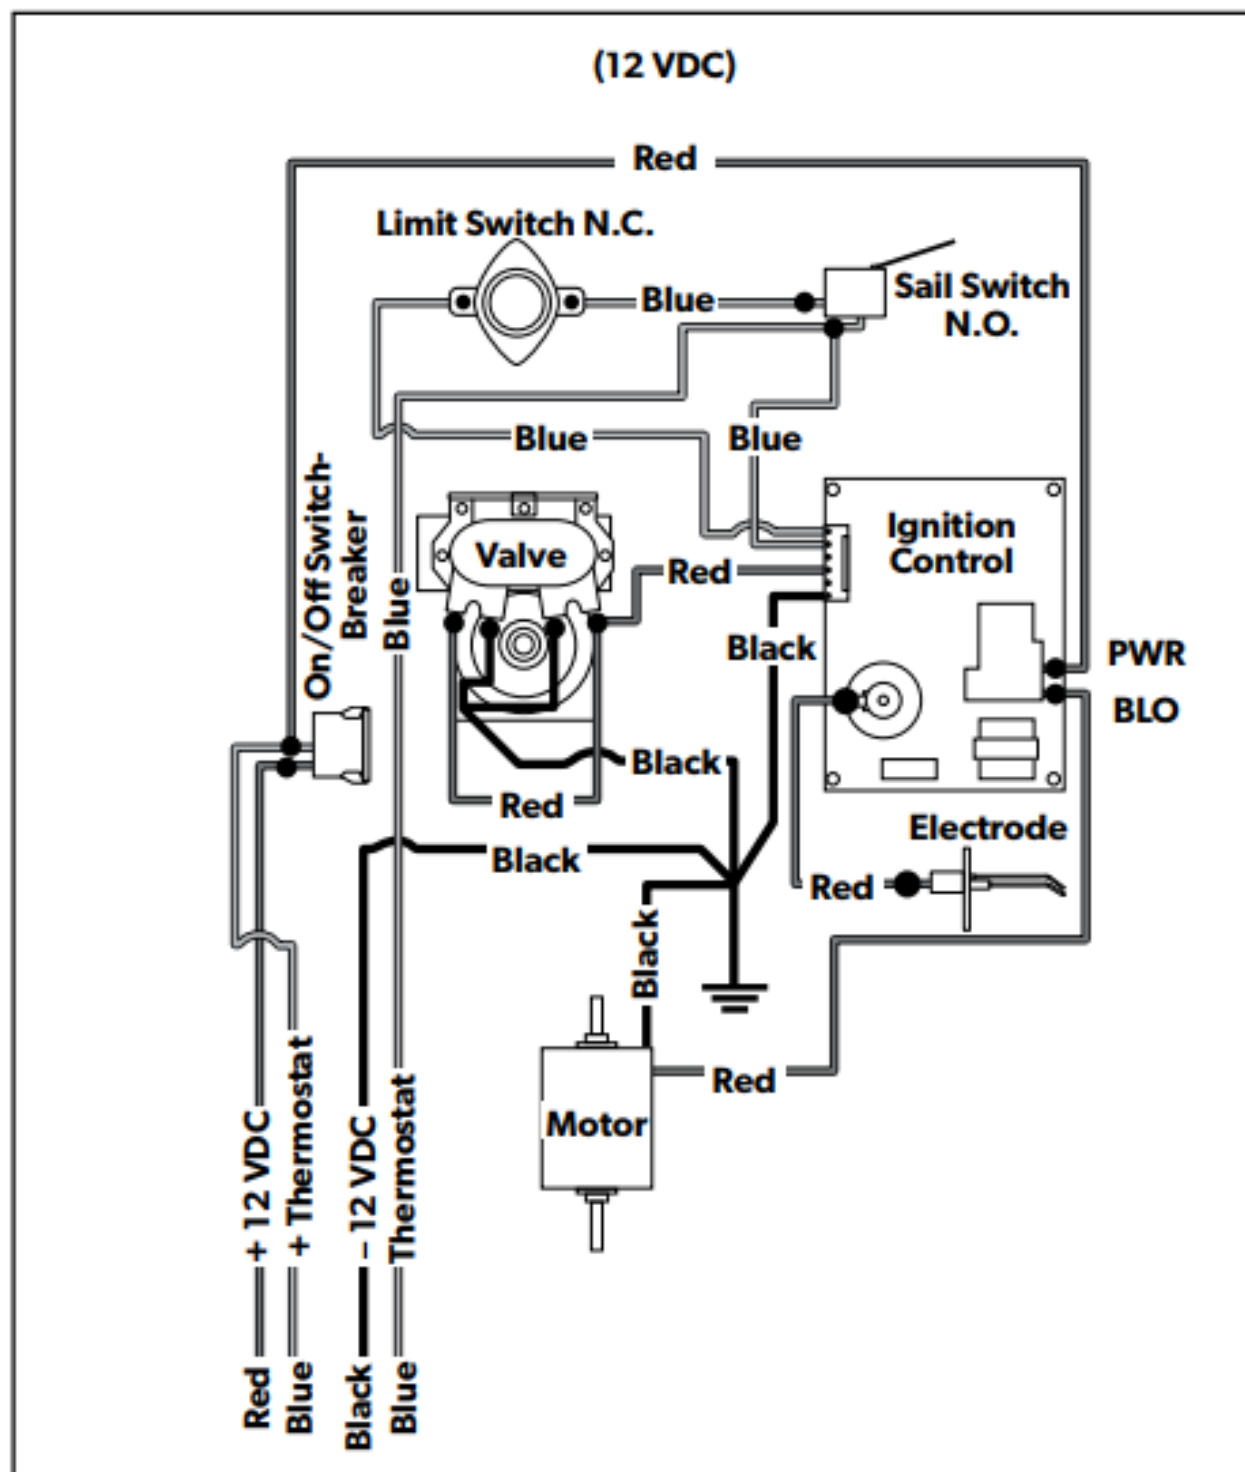 (12 VDC)
Red
Limit Switch N.C.
Blue
Sail Switch
N.O.
Blue
Blue
On/Off Switch-
Breaker
Blue
Valve
Red
Ignition
Control
Black
PWR
BLO
Black
Red
Black
Electrode
Red
Black
Motor
Red
Red + 12 VDC
Blue + Thermostat
Black – 12 VDC
Blue Thermostat